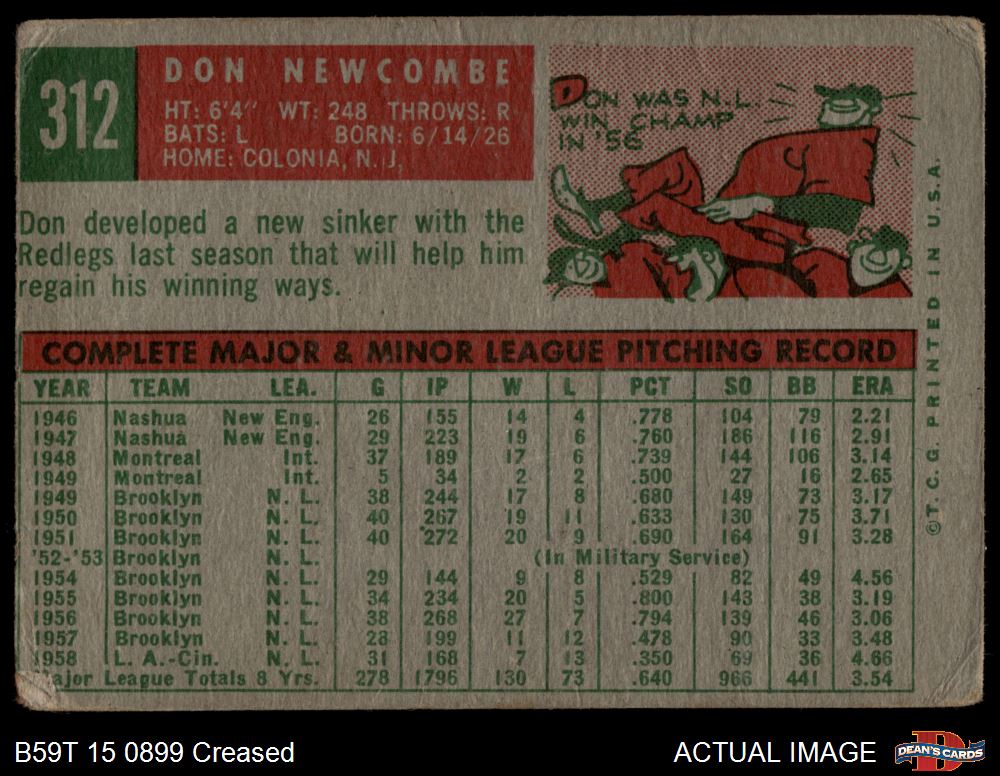 312
DON NEWCOMBE
HT: 6'4" WT: 248 THROWS: R
BATS: L BORN: 6/14/26
HOME: COLONIA, N. J.
DON WAS N.L.
WIN CHAMP
IN '56
Don developed a new sinker with the
Redlegs last season that will help him
regain his winning ways.
COMPLETE MAJOR & MINOR LEAGUE PITCHING RECORD
YEAR TEAM LEA. G IP W L PCT SO BB ERA
1946 Nashua New Eng. 26 155 14 4 .778 104 79 2.21
1947 Nashua New Eng. 29 223 19 6 .760 186 116 2.91
1948 Montreal Int. 37 189 17 6 .739 144 106 3.14
1949 Montreal Int. 5 34 2 2 .500 27 16 2.65
1949 Brooklyn N. L. 38 244 17 8 .680 149 73 3.17
1950 Brooklyn N. L. 40 267 19 11 .633 130 75 3.71
1951 Brooklyn N. L. 40 272 20 9 .690 164 91 3.28
'52-'53 Brooklyn N. L. (In Military Service)
1954 Brooklyn N. L. 29 144 9 8 .529 82 49 4.56
1955 Brooklyn N. L. 34 234 20 5 .800 143 38 3.19
1956 Brooklyn N. L. 38 268 27 7 .794 139 46 3.06
1957 Brooklyn N. L. 28 199 11 12 .478 90 33 3.48
1958 L. A.-Cin. N. L. 31 168 7 13 .350 69 36 4.66
Major League Totals 8 Yrs. 278 1796 130 73 .640 966 441 3.54
©T. C. G. PRINTED IN U.S.A.
B59T 15 0899 Creased
ACTUAL IMAGE
DEAN'S CARDS